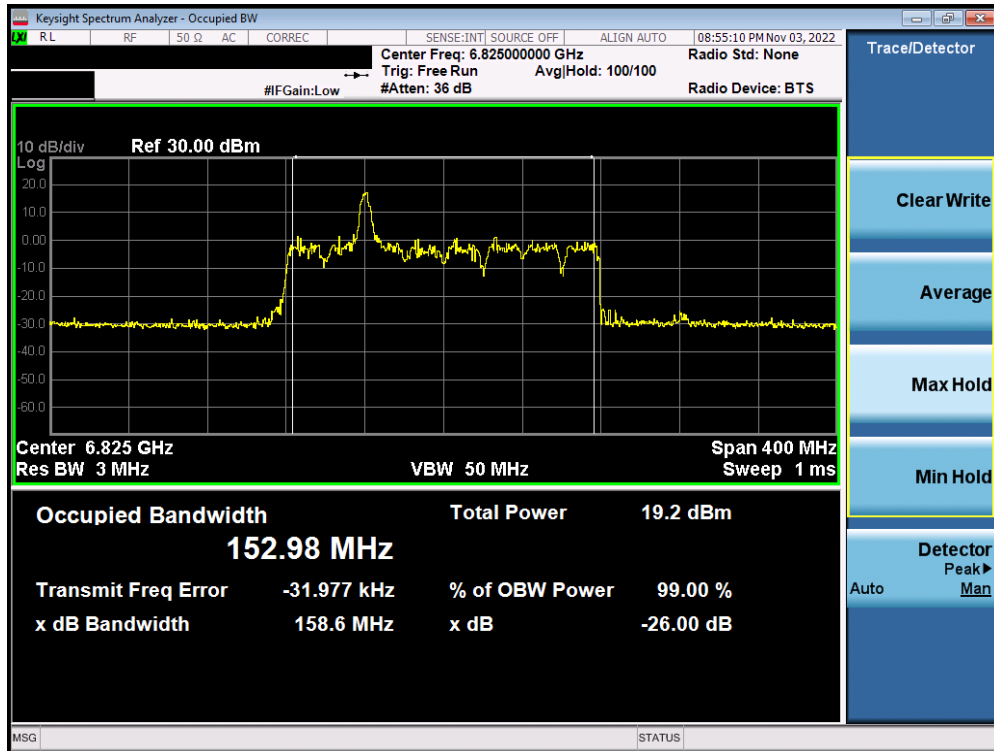 Keysight Spectrum Analyzer - Occupied BW
LXI RL RF 50 Ω AC CORREC SENSE:INT SOURCE OFF ALIGN AUTO 08:55:10 PM Nov 03, 2022
Center Freq: 6.825000000 GHz Radio Std: None
Trig: Free Run Avg|Hold: 100/100
#IFGain:Low #Atten: 36 dB Radio Device: BTS
Trace/Detector
10 dB/div Ref 30.00 dBm
Log
20.0
10.0
0.00
-10.0
-20.0
-30.0
-40.0
-50.0
-60.0
Center 6.825 GHz Span 400 MHz
Res BW 3 MHz VBW 50 MHz Sweep 1 ms
Occupied Bandwidth Total Power 19.2 dBm
152.98 MHz
Transmit Freq Error -31.977 kHz % of OBW Power 99.00 %
x dB Bandwidth 158.6 MHz x dB -26.00 dB
Clear Write
Average
Max Hold
Min Hold
Detector
Peak▶
Auto Man
MSG STATUS